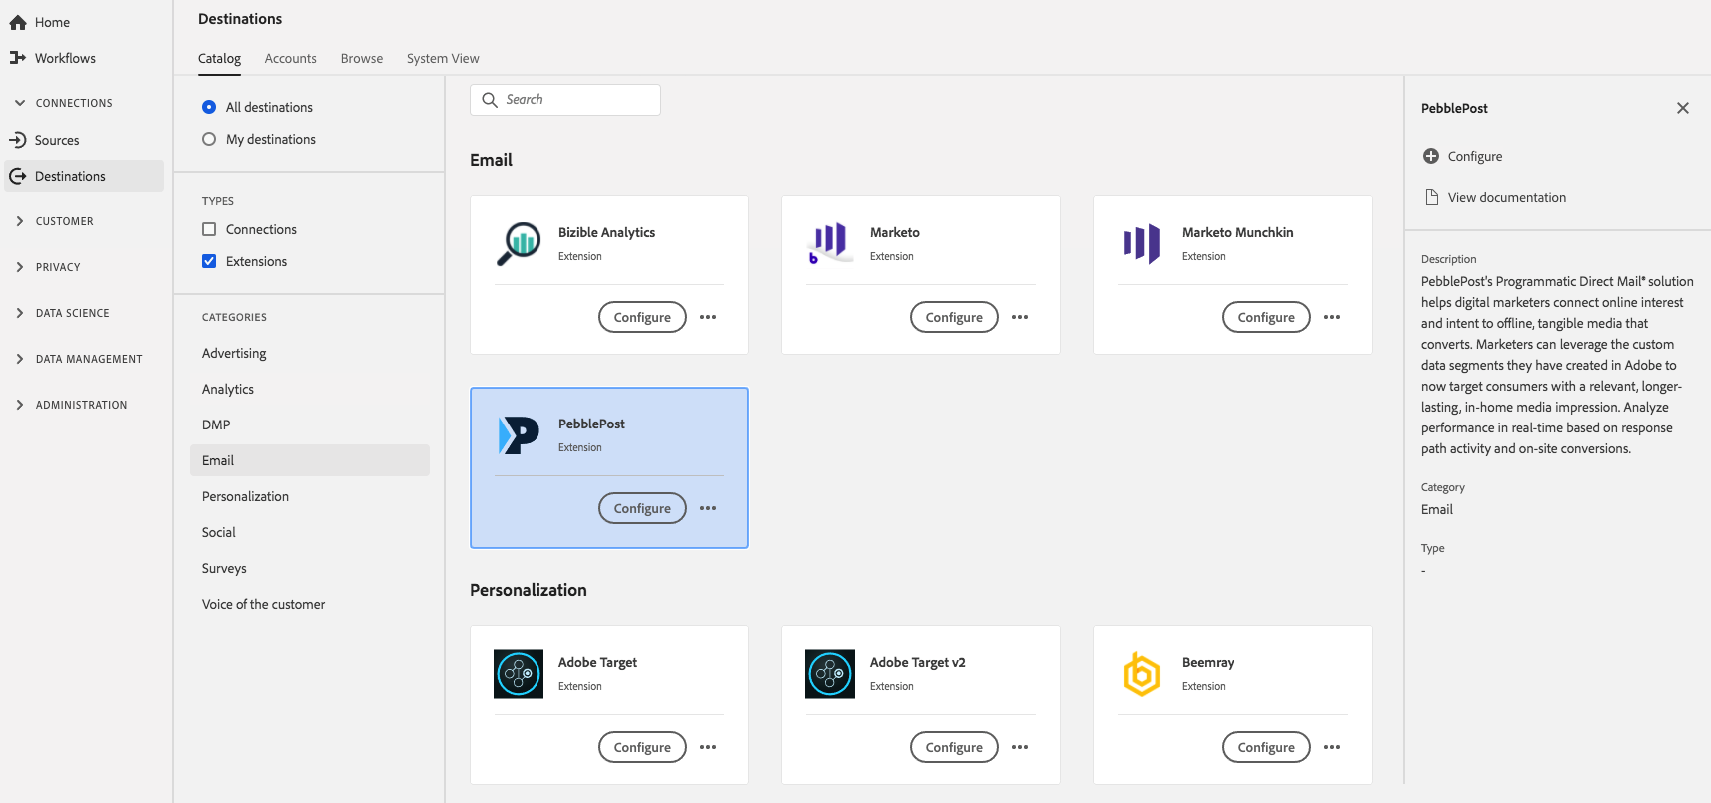 Home
Workflows
CONNECTIONS
Sources
Destinations
CUSTOMER
PRIVACY
DATA SCIENCE
DATA MANAGEMENT
ADMINISTRATION
Destinations
Catalog Accounts Browse System View
All destinations
My destinations
TYPES
Connections
Extensions
CATEGORIES
Advertising
Analytics
DMP
Email
Personalization
Social
Surveys
Voice of the customer
Search
Email
Bizible Analytics
Extension
Configure
Marketo
Extension
Configure
Marketo Munchkin
Extension
Configure
PebblePost
Extension
Configure
Personalization
Adobe Target
Extension
Configure
Adobe Target v2
Extension
Configure
Beemray
Extension
Configure
PebblePost
Configure
View documentation
Description
PebblePost's Programmatic Direct Mail® solution
helps digital marketers connect online interest
and intent to offline, tangible media that
converts. Marketers can leverage the custom
data segments they have created in Adobe to
now target consumers with a relevant, longer-
lasting, in-home media impression. Analyze
performance in real-time based on response
path activity and on-site conversions.
Category
Email
Type
-